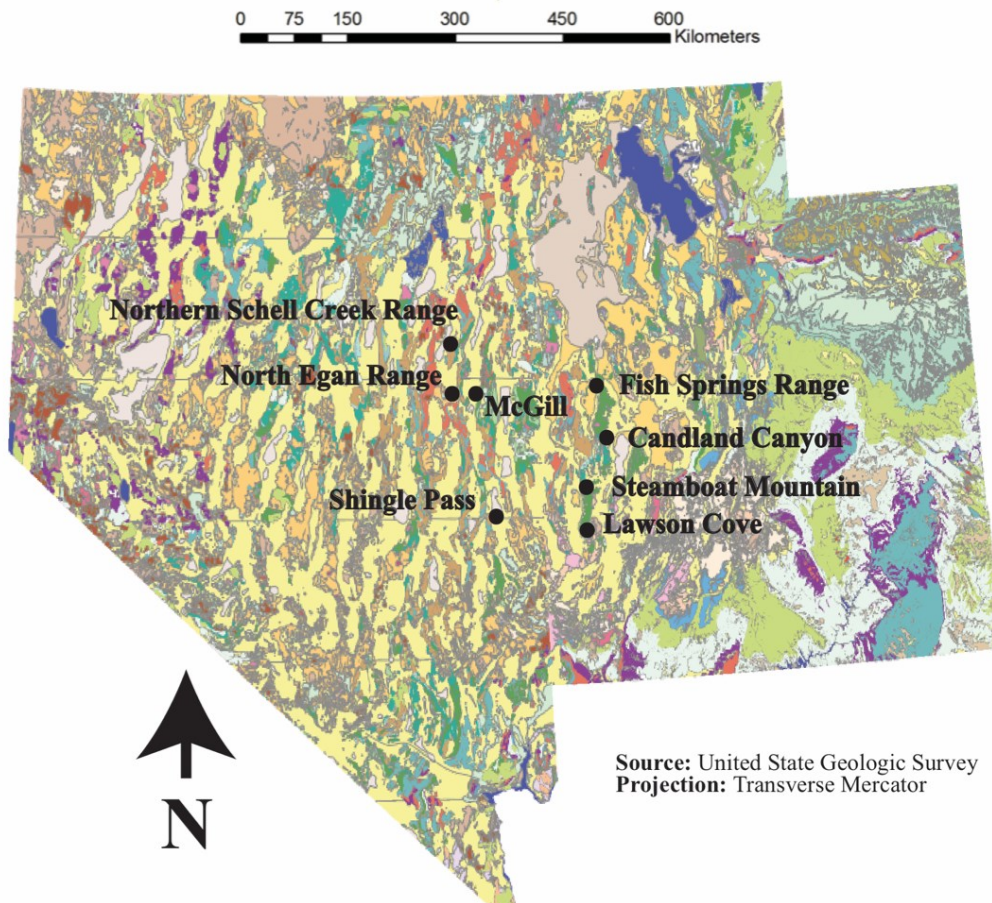 0 75 150 300 450 600
Kilometers
Northern Schell Creek Range
North Egan Range
McGill
Fish Springs Range
Candland Canyon
Shingle Pass
Steamboat Mountain
Lawson Cove
N
Source: United State Geologic Survey
Projection: Transverse Mercator